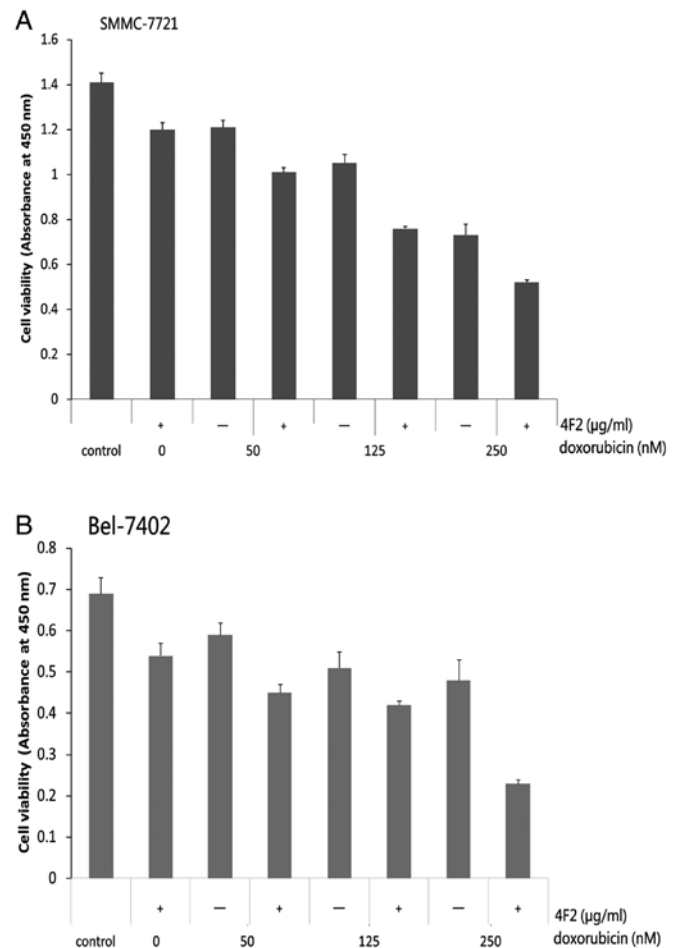 A
SMMC-7721
Cell viability (Absorbance at 450 nm)
1.6
1.4
1.2
1
0.8
0.6
0.4
0.2
0
+ — + — + — + 4F2 (μg/ml)
control 0 50 125 250 doxorubicin (nM)
B
Bel-7402
Cell viability (Absorbance at 450 nm)
0.8
0.7
0.6
0.5
0.4
0.3
0.2
0.1
0
+ — + — + — + 4F2 (μg/ml)
control 0 50 125 250 doxorubicin (nM)